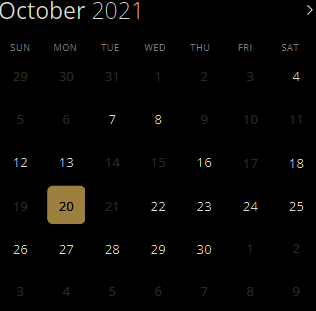 October 2021
SUN MON TUE WED THU FRI SAT
29 30 31 1 2 3 4
5 6 7 8 9 10 11
12 13 14 15 16 17 18
19 20 21 22 23 24 25
26 27 28 29 30 1 2
3 4 5 6 7 8 9